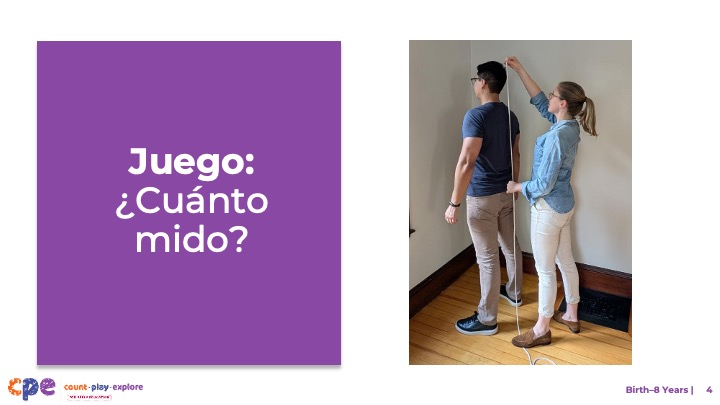 Juego:
¿Cuánto
mido?
cpe
count·play·explore
Birth–8 Years | 4